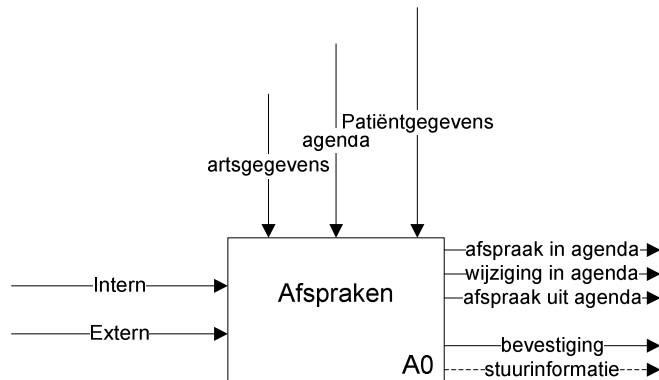 Patiëntgegevens
agenda
artsgegevens
afspraak in agenda
wijziging in agenda
Intern
Afspraken
afspraak uit agenda
Extern
bevestiging
A0
stuurinformatie